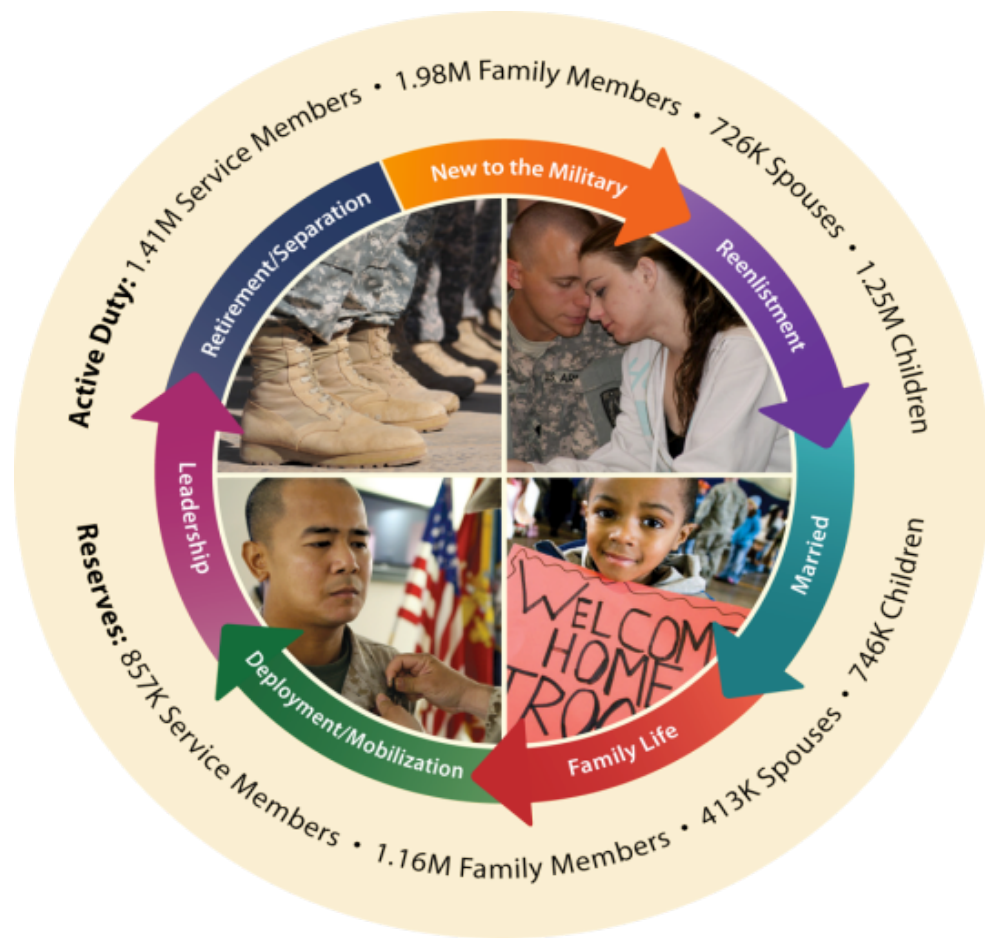 Active Duty: 1.41M Service Members • 1.98M Family Members • 726K Spouses • 1.25M Children
New to the Military
Reenlistment
Married
Family Life
Deployment/Mobilization
Leadership
Retirement/Separation
U.S. AR
WELCOM
HOME
TROO
Reserves: 857K Service Members • 1.16M Family Members • 413K Spouses • 746K Children